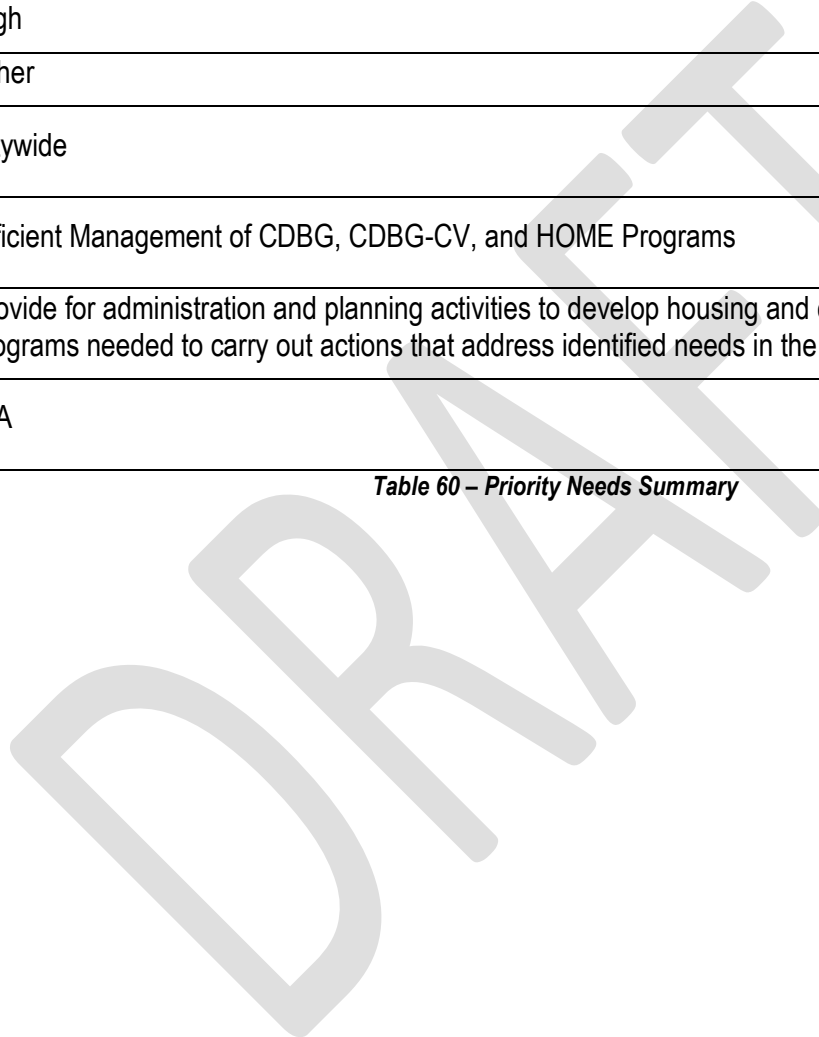 gh
her
ywide
ficient Management of CDBG, CDBG-CV, and HOME Programs
ovide for administration and planning activities to develop housing and
ograms needed to carry out actions that address identified needs in the
A
Table 60 – Priority Needs Summary
DRAFT